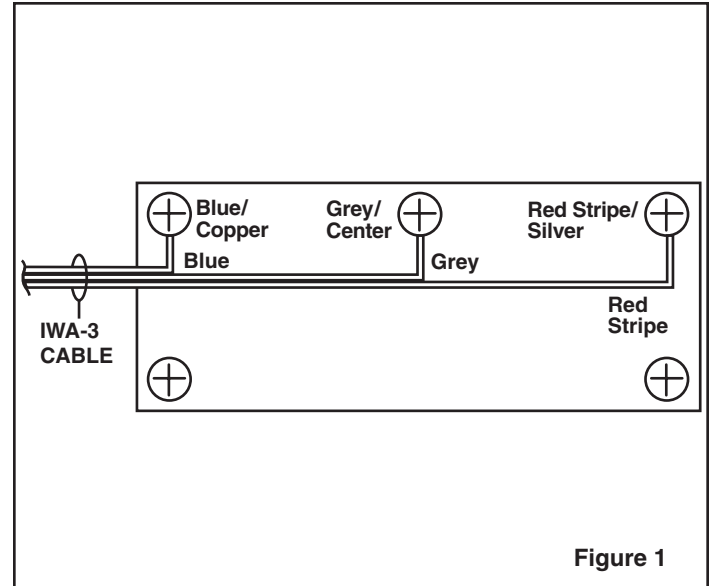 Blue/
Copper
Grey/
Center
Red Stripe/
Silver
Blue
Grey
Red
Stripe
IWA-3
CABLE
Figure 1